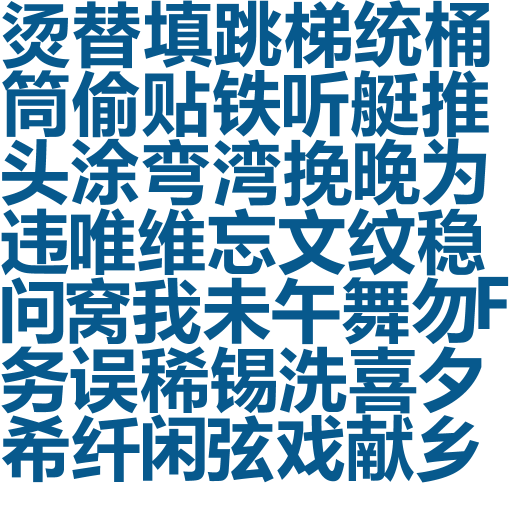 烫替填跳梯统桶
筒偷贴铁听艇推
头涂弯湾挽晚为
违唯维忘文纹稳
问窝我未午舞勿F
务误稀锡洗喜夕
希纤闲弦戏献乡